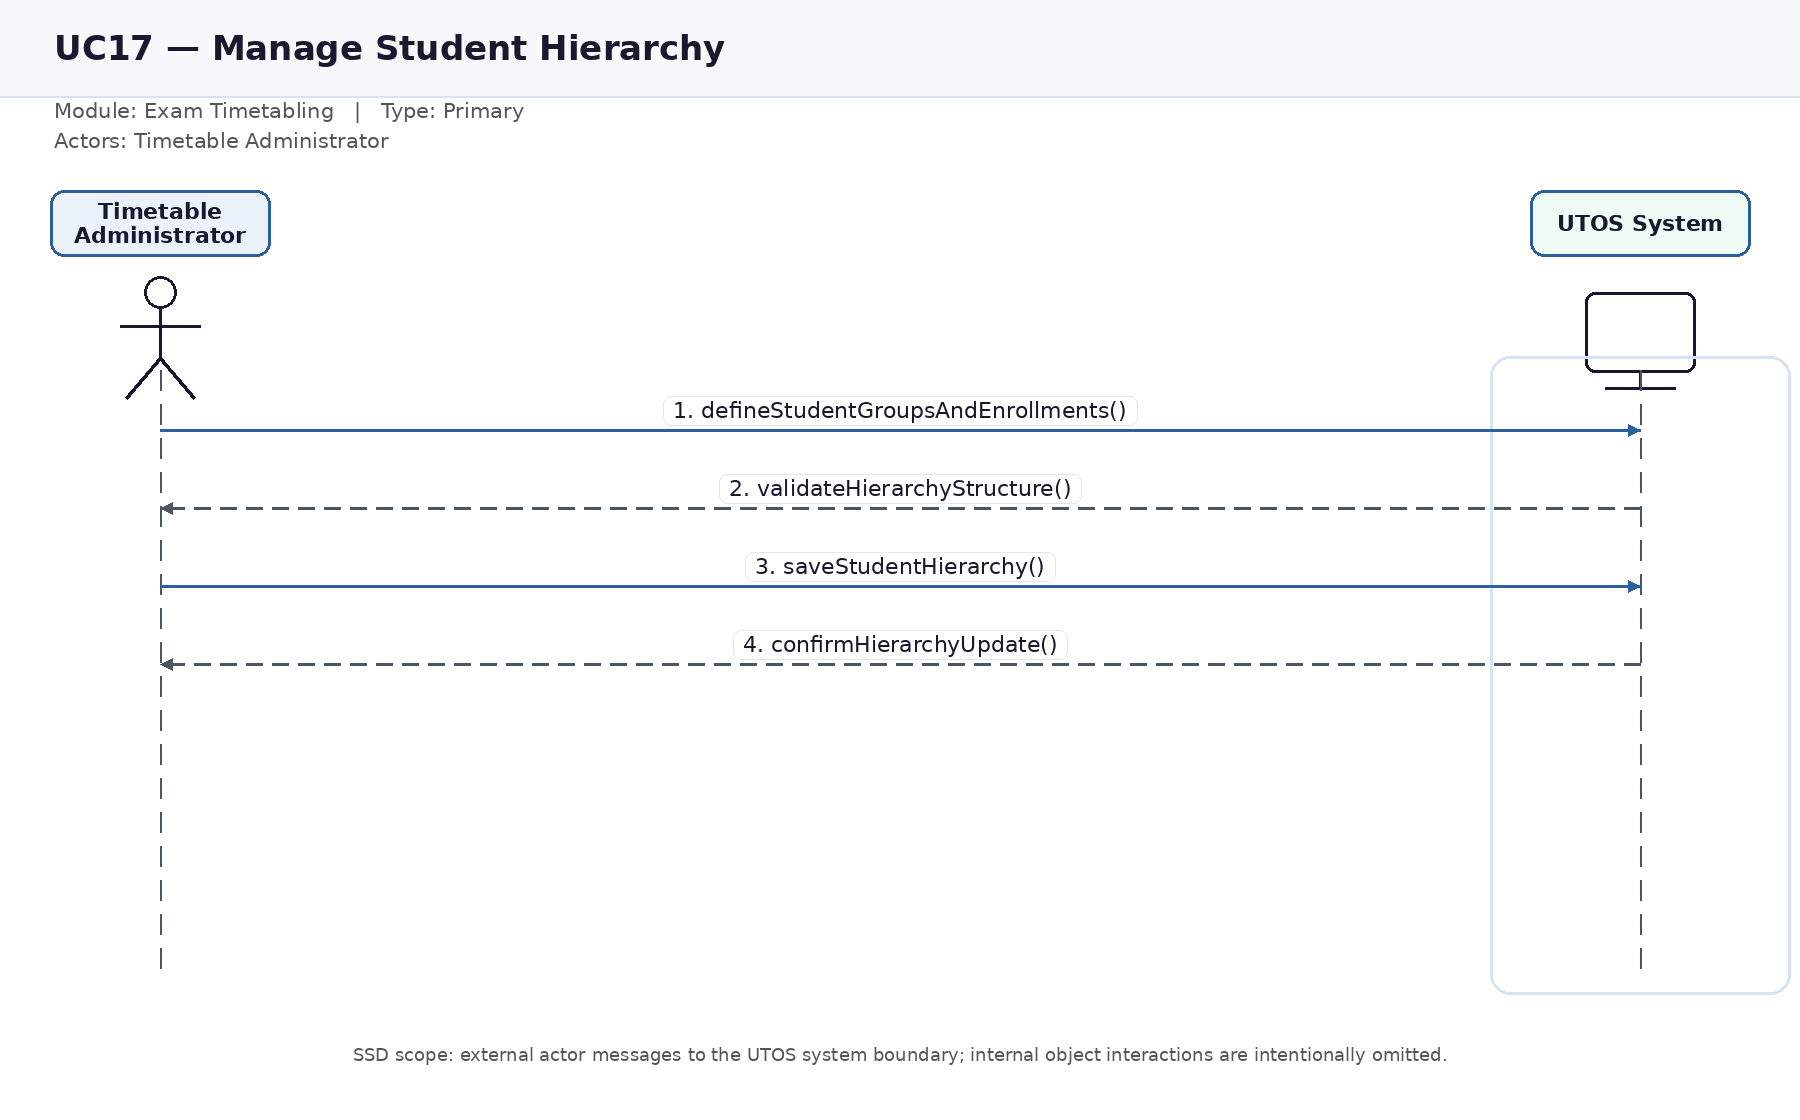 UC17 — Manage Student Hierarchy
Module: Exam Timetabling | Type: Primary
Actors: Timetable Administrator
Timetable
Administrator
UTOS System
1. defineStudentGroupsAndEnrollments()
2. validateHierarchyStructure()
3. saveStudentHierarchy()
4. confirmHierarchyUpdate()
SSD scope: external actor messages to the UTOS system boundary; internal object interactions are intentionally omitted.